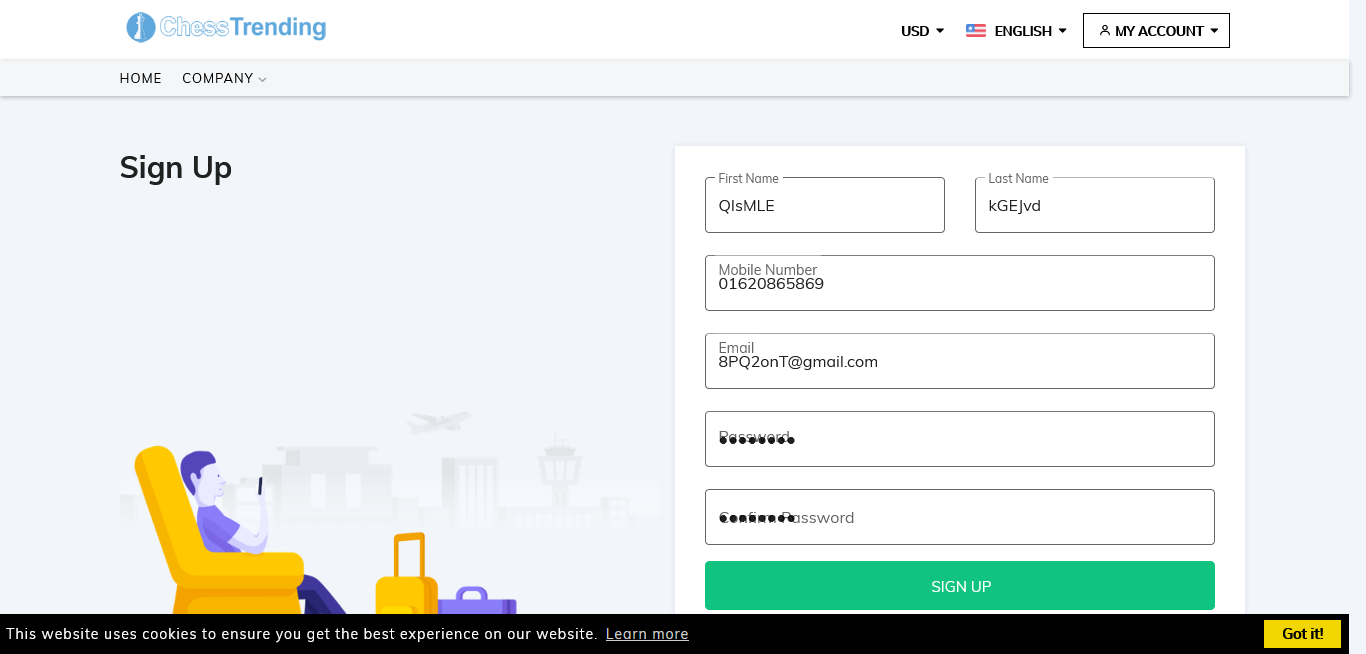 ChessTrending
USD
ENGLISH
MY ACCOUNT
HOME
COMPANY
Sign Up
First Name
QIsMLE
Last Name
kGEJvd
Mobile Number
01620865869
Email
8PQ2onT@gmail.com
Password
Confirm Password
SIGN UP
This website uses cookies to ensure you get the best experience on our website. Learn more
Got it!